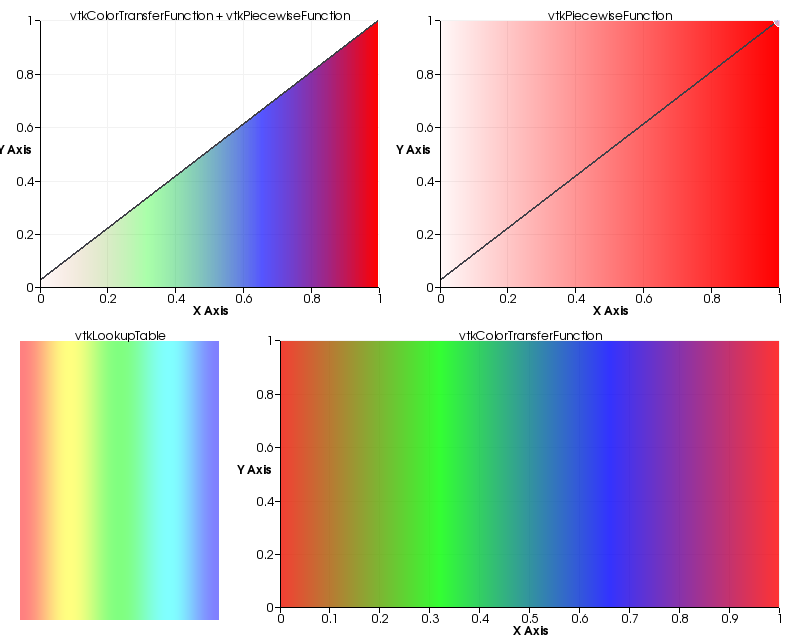 vtkColorTransferFunction + vtkPiecewiseFunction
1
0.8
0.6
Y Axis
0.4
0.2
0
0 0.2 0.4 0.6 0.8 1
X Axis
vtkPiecewiseFunction
1
0.8
0.6
Y Axis
0.4
0.2
0
0 0.2 0.4 0.6 0.8 1
X Axis
vtkLookupTable
vtkColorTransferFunction
1
0.8
0.6
Y Axis
0.4
0.2
0
0 0.1 0.2 0.3 0.4 0.5 0.6 0.7 0.8 0.9 1
X Axis